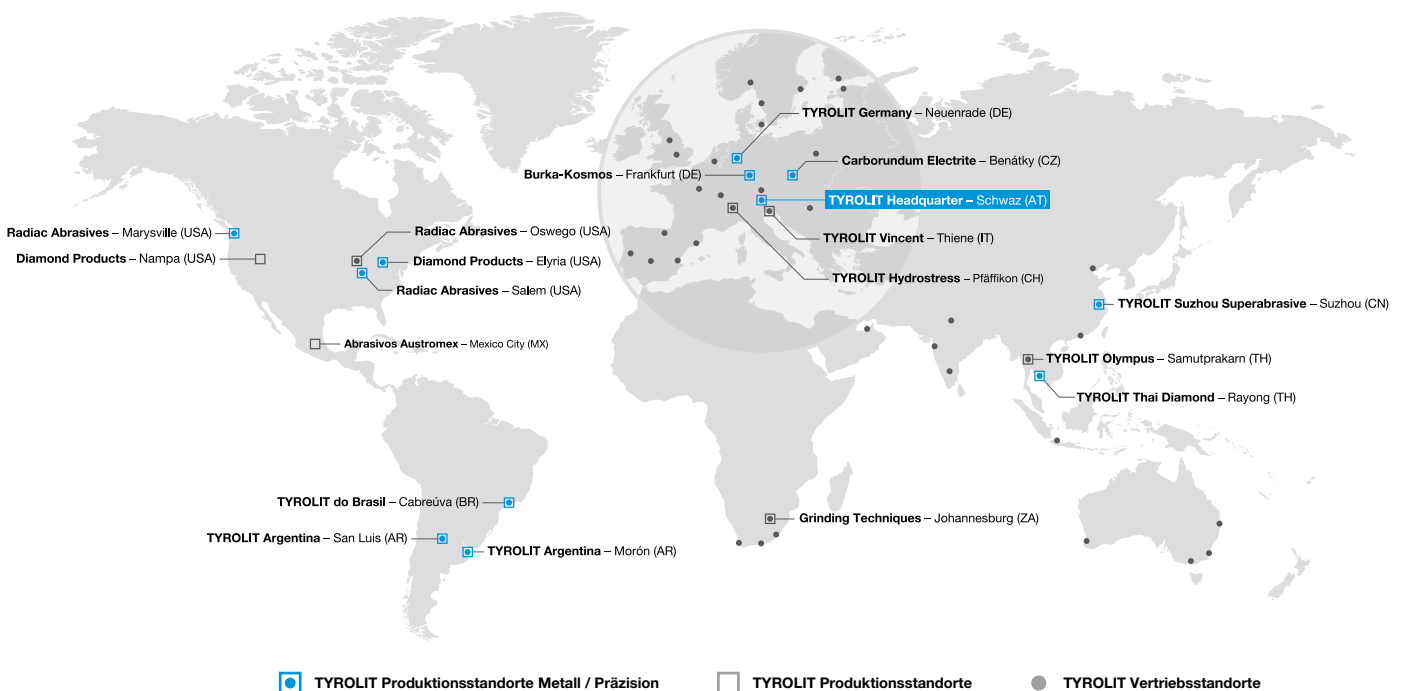 TYROLIT Germany – Neuenrade (DE)
Carborundum Electrite – Benátky (CZ)
Burka-Kosmos – Frankfurt (DE)
TYROLIT Headquarter – Schwaz (AT)
Radiac Abrasives – Marysville (USA)
Radiac Abrasives – Oswego (USA)
TYROLIT Vincent – Thiene (IT)
Diamond Products – Nampa (USA)
Diamond Products – Elyria (USA)
TYROLIT Hydrostress – Pfäffikon (CH)
Radiac Abrasives – Salem (USA)
TYROLIT Suzhou Superabrasive – Suzhou (CN)
Abrasivos Austromex – Mexico City (MX)
TYROLIT Olympus – Samutprakarn (TH)
TYROLIT Thai Diamond – Rayong (TH)
TYROLIT do Brasil – Cabreúva (BR)
Grinding Techniques – Johannesburg (ZA)
TYROLIT Argentina – San Luis (AR)
TYROLIT Argentina – Morón (AR)
TYROLIT Produktionsstandorte Metall / Präzision
TYROLIT Produktionsstandorte
TYROLIT Vertriebsstandorte